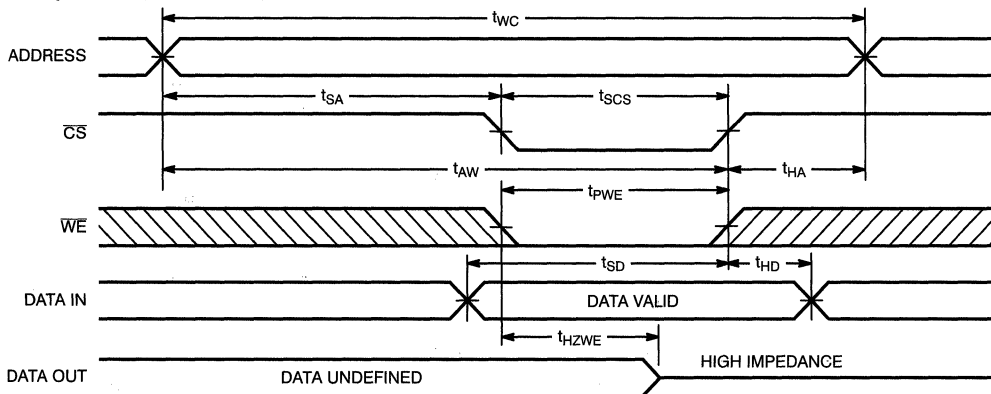 tWC
ADDRESS
tSA
tSCS
CS
tAW
tHA
tPWE
WE
tSD
tHD
DATA IN
DATA VALID
tHZWE
DATA OUT
DATA UNDEFINED
HIGH IMPEDANCE